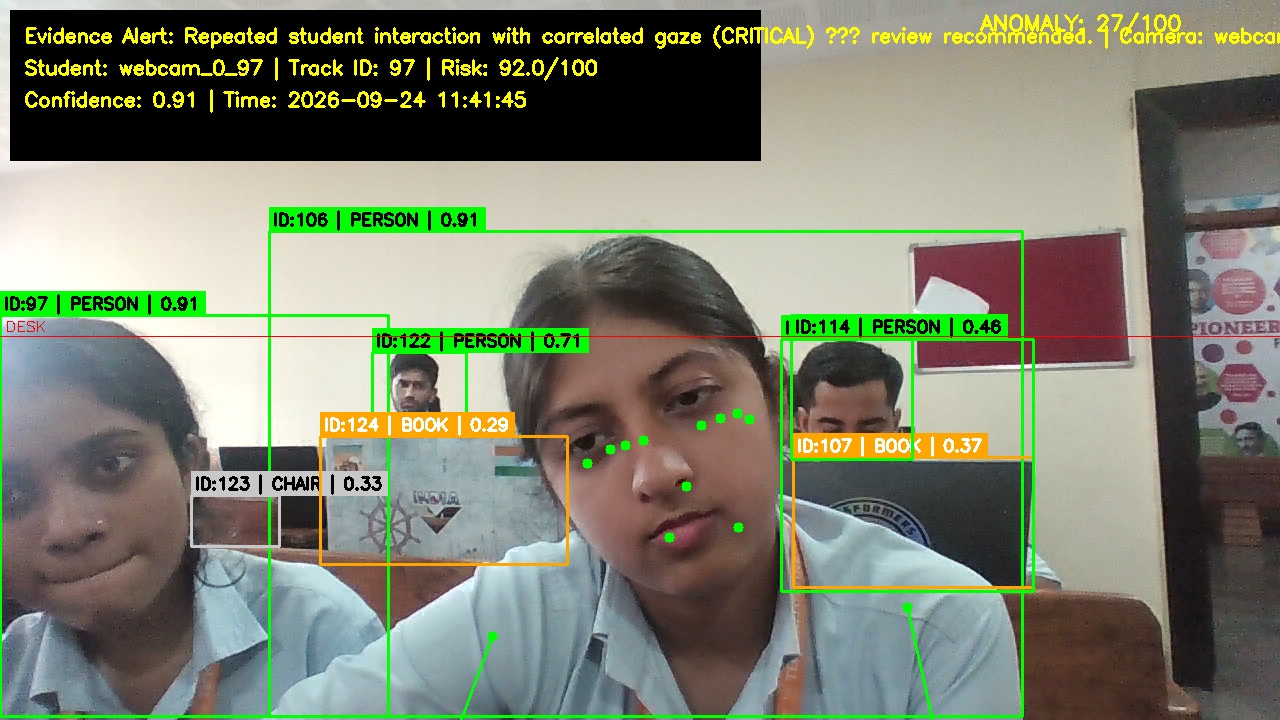 ANOMALY: 27/100
Evidence Alert: Repeated student interaction with correlated gaze (CRITICAL) ??? review recommended. | Camera: webca
Student: webcam_0_97 | Track ID: 97 | Risk: 92.0/100
Confidence: 0.91 | Time: 2026-09-24 11:41:45
ID:106 | PERSON | 0.91
ID:97 | PERSON | 0.91
DESK
ID:122 | PERSON | 0.71
ID:114 | PERSON | 0.46
PIONEER
ID:124 | BOOK | 0.29
ID:107 | BOOK | 0.37
ID:123 | CHAIR | 0.33
INDIA